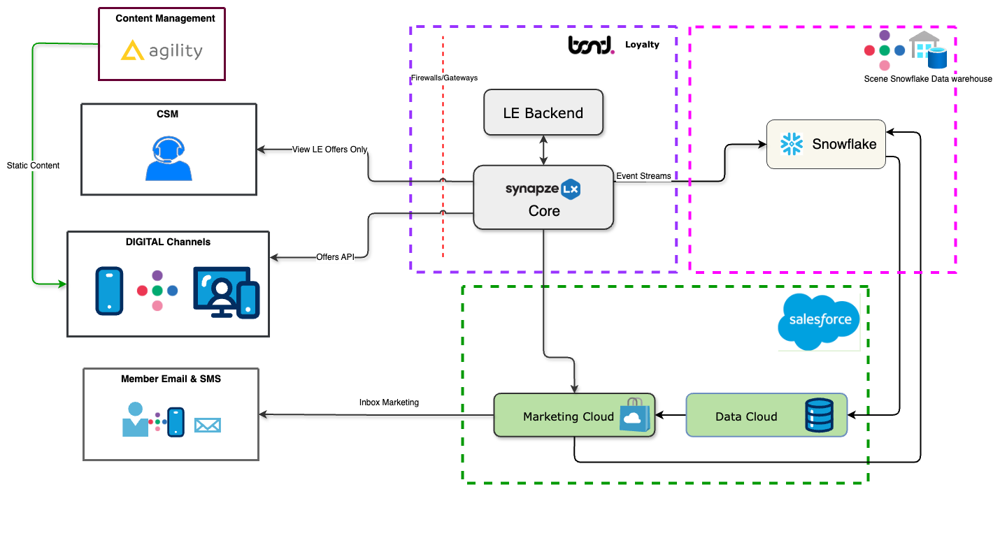 Content Management
agility
CSM
Static Content
DIGITAL Channels
Member Email & SMS
View LE Offers Only
Offers API
Inbox Marketing
Firewalls/Gateways
bond.
Loyalty
LE Backend
synapze LX
Core
Event Streams
Scene Snowflake Data warehouse
Snowflake
salesforce
Marketing Cloud
Data Cloud